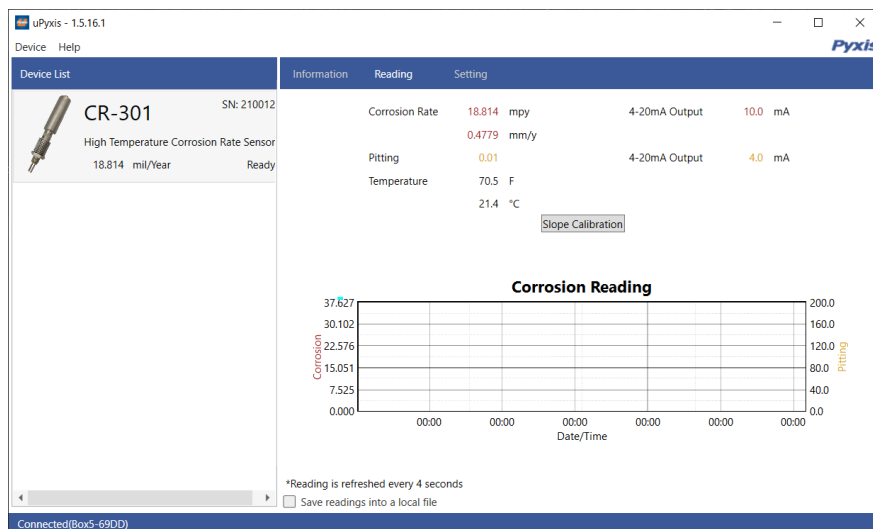 uPyxis - 1.5.16.1
Device Help
Pyxis
Device List
Information Reading Setting
CR-301
SN: 210012
High Temperature Corrosion Rate Sensor
18.814 mil/Year Ready
Corrosion Rate 18.814 mpy 4-20mA Output 10.0 mA
0.4779 mm/y
Pitting 0.01 4-20mA Output 4.0 mA
Temperature 70.5 F
21.4 °C
Slope Calibration
Corrosion Reading
37.627 200.0
30.102 160.0
22.576 120.0
15.051 80.0
7.525 40.0
0.000 0.0
Corrosion
Pitting
00:00 00:00 00:00 00:00 00:00 00:00
Date/Time
*Reading is refreshed every 4 seconds
Save readings into a local file
Connected(Box5-69DD)